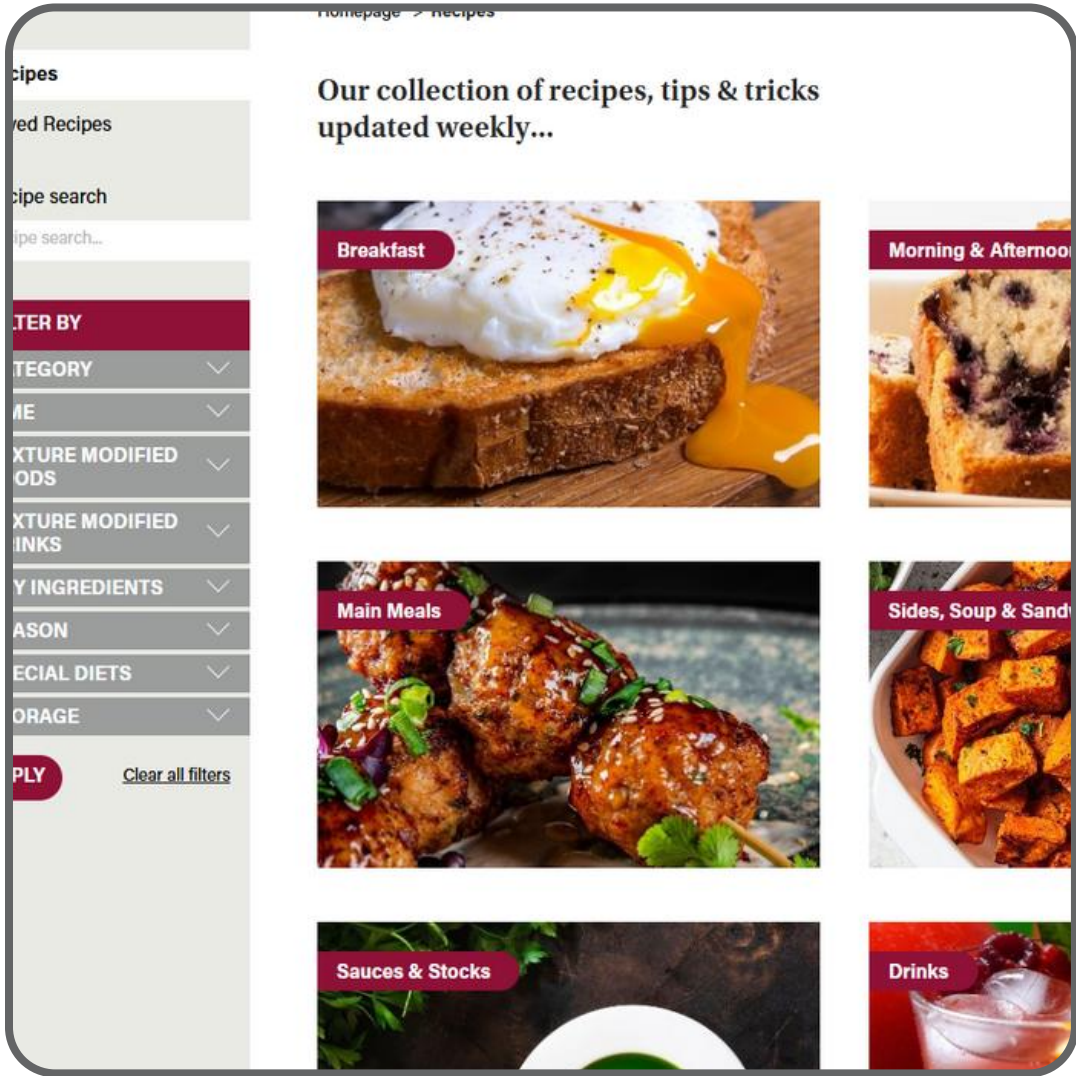 Homepage > Recipes
cipes
ved Recipes
cipe search
ipe search...
LTER BY
TEGORY
ME
XTURE MODIFIED
ODS
XTURE MODIFIED
INKS
Y INGREDIENTS
ASON
ECIAL DIETS
ORAGE
PLY
Clear all filters
Our collection of recipes, tips & tricks
updated weekly...
Breakfast
Morning & Afternoo
Main Meals
Sides, Soup & Sandw
Sauces & Stocks
Drinks